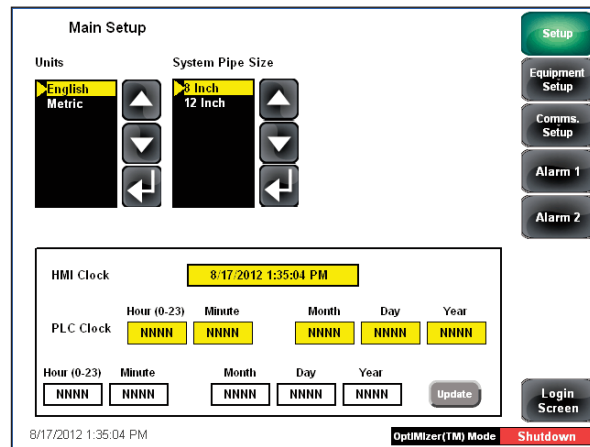 Main Setup
Units
System Pipe Size
English
Metric
8 Inch
12 Inch
Setup
Equipment
Setup
Comms.
Setup
Alarm 1
Alarm 2
HMI Clock
8/17/2012 1:35:04 PM
Hour (0-23) Minute Month Day Year
PLC Clock NNNN NNNN NNNN NNNN NNNN
Hour (0-23) Minute Month Day Year
NNNN NNNN NNNN NNNN NNNN Update
Login
Screen
8/17/2012 1:35:04 PM
OptiMIzer(TM) Mode Shutdown